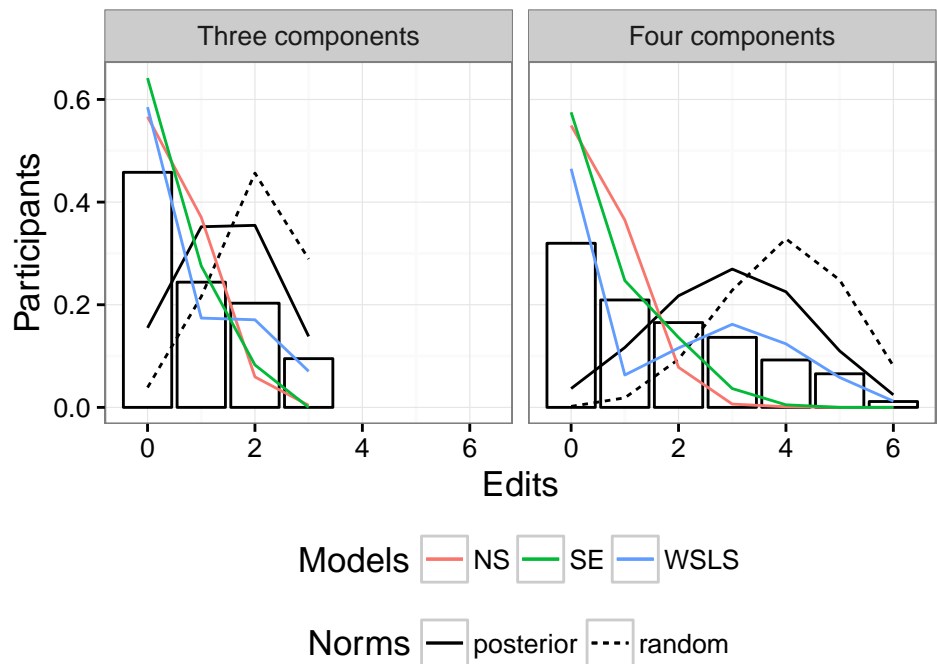 Three components Four components
Participants
0.6
0.4
0.2
0.0
0 2 4 6 0 2 4 6
Edits
Models NS SE WSLS
Norms posterior random